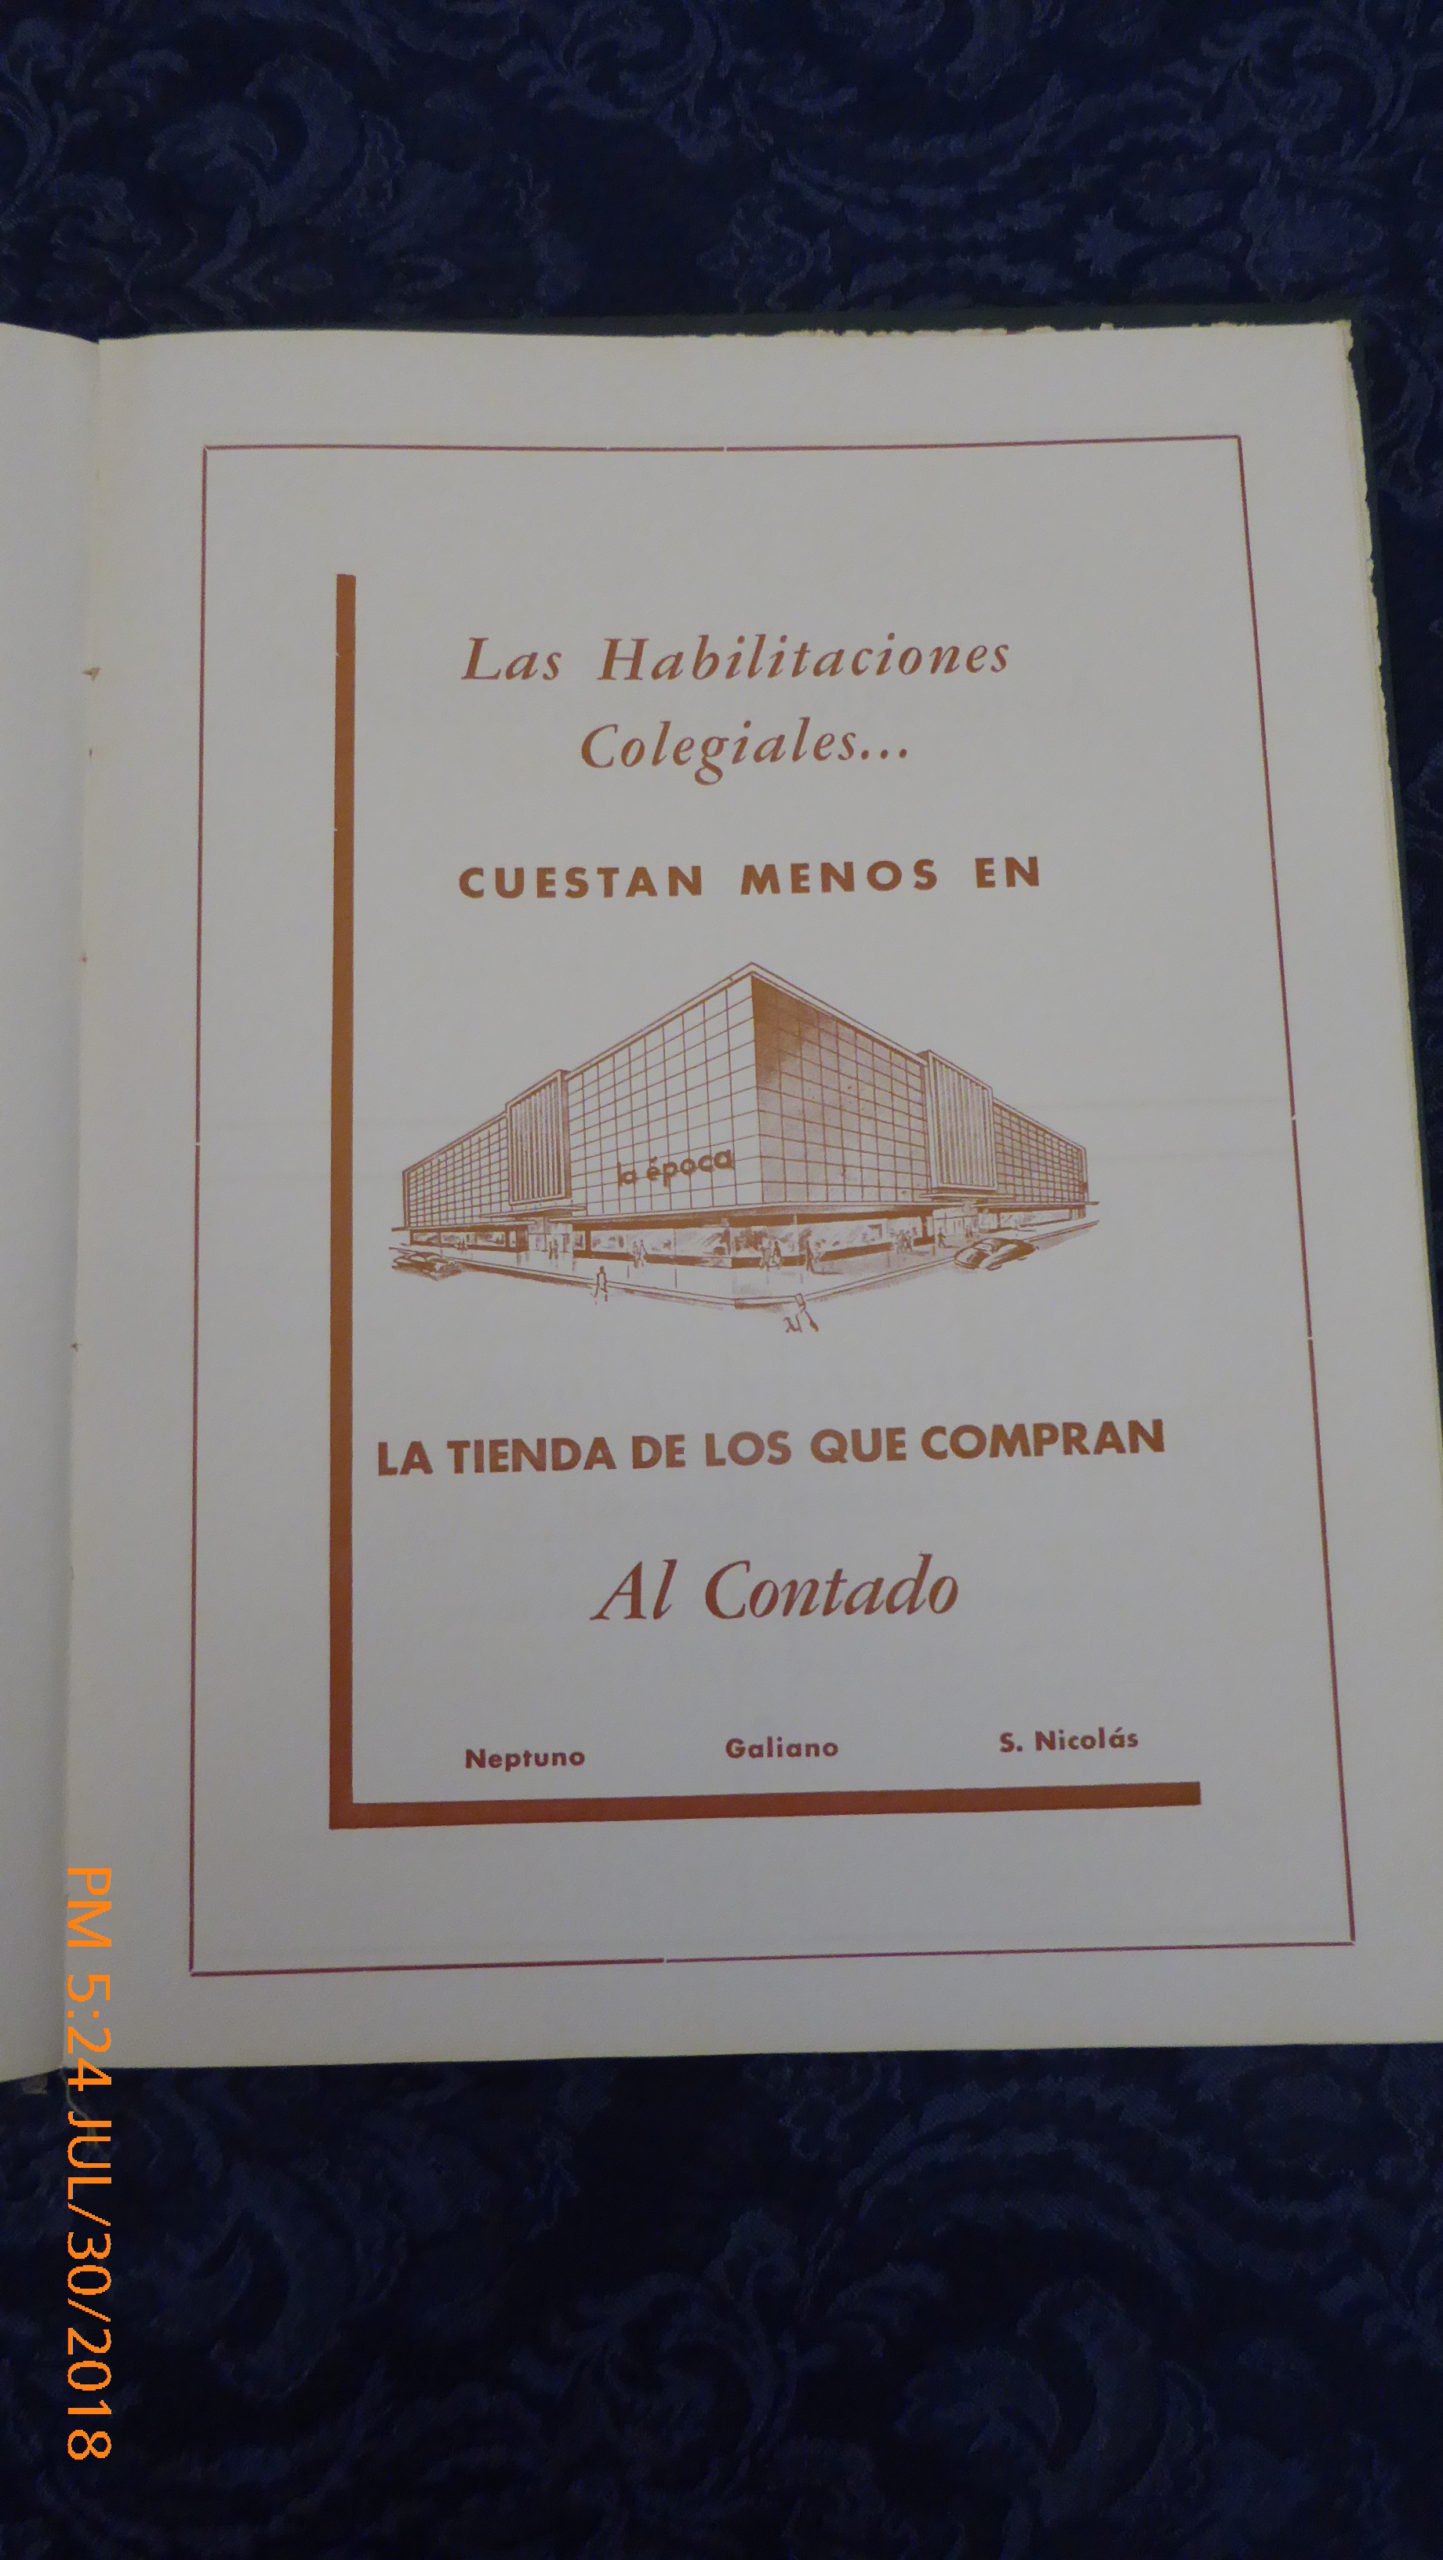 Las Habilitaciones
Colegiales...
CUESTAN MENOS EN
la época
LA TIENDA DE LOS QUE COMPRAN
Al Contado
Neptuno Galiano S. Nicolás
PM 5:24 JUL/30/2018